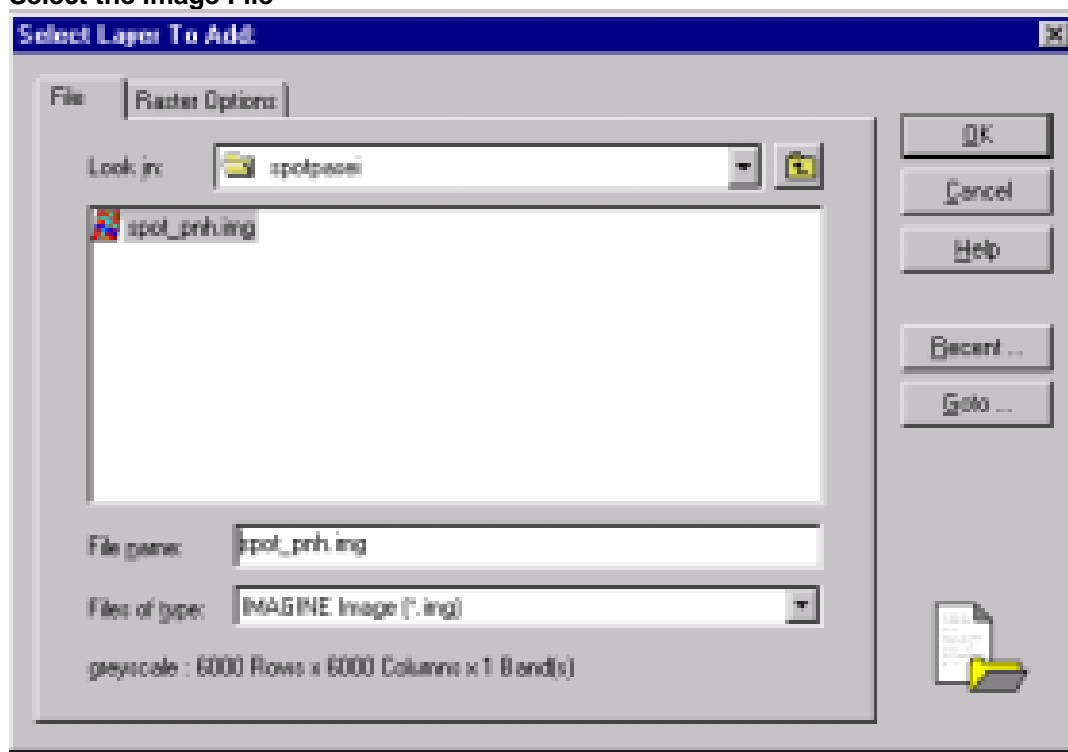 Select the Image File
Select Layer To Add:
File
Raster Options
Look in:
OK
Cancel
spot_pnh.img
Help
Recent ...
Goto ...
File name:
spot_pnh.img
Files of type:
IMAGINE Image (*.img)
greyscale : 6000 Rows x 6000 Columns x 1 Band(s)